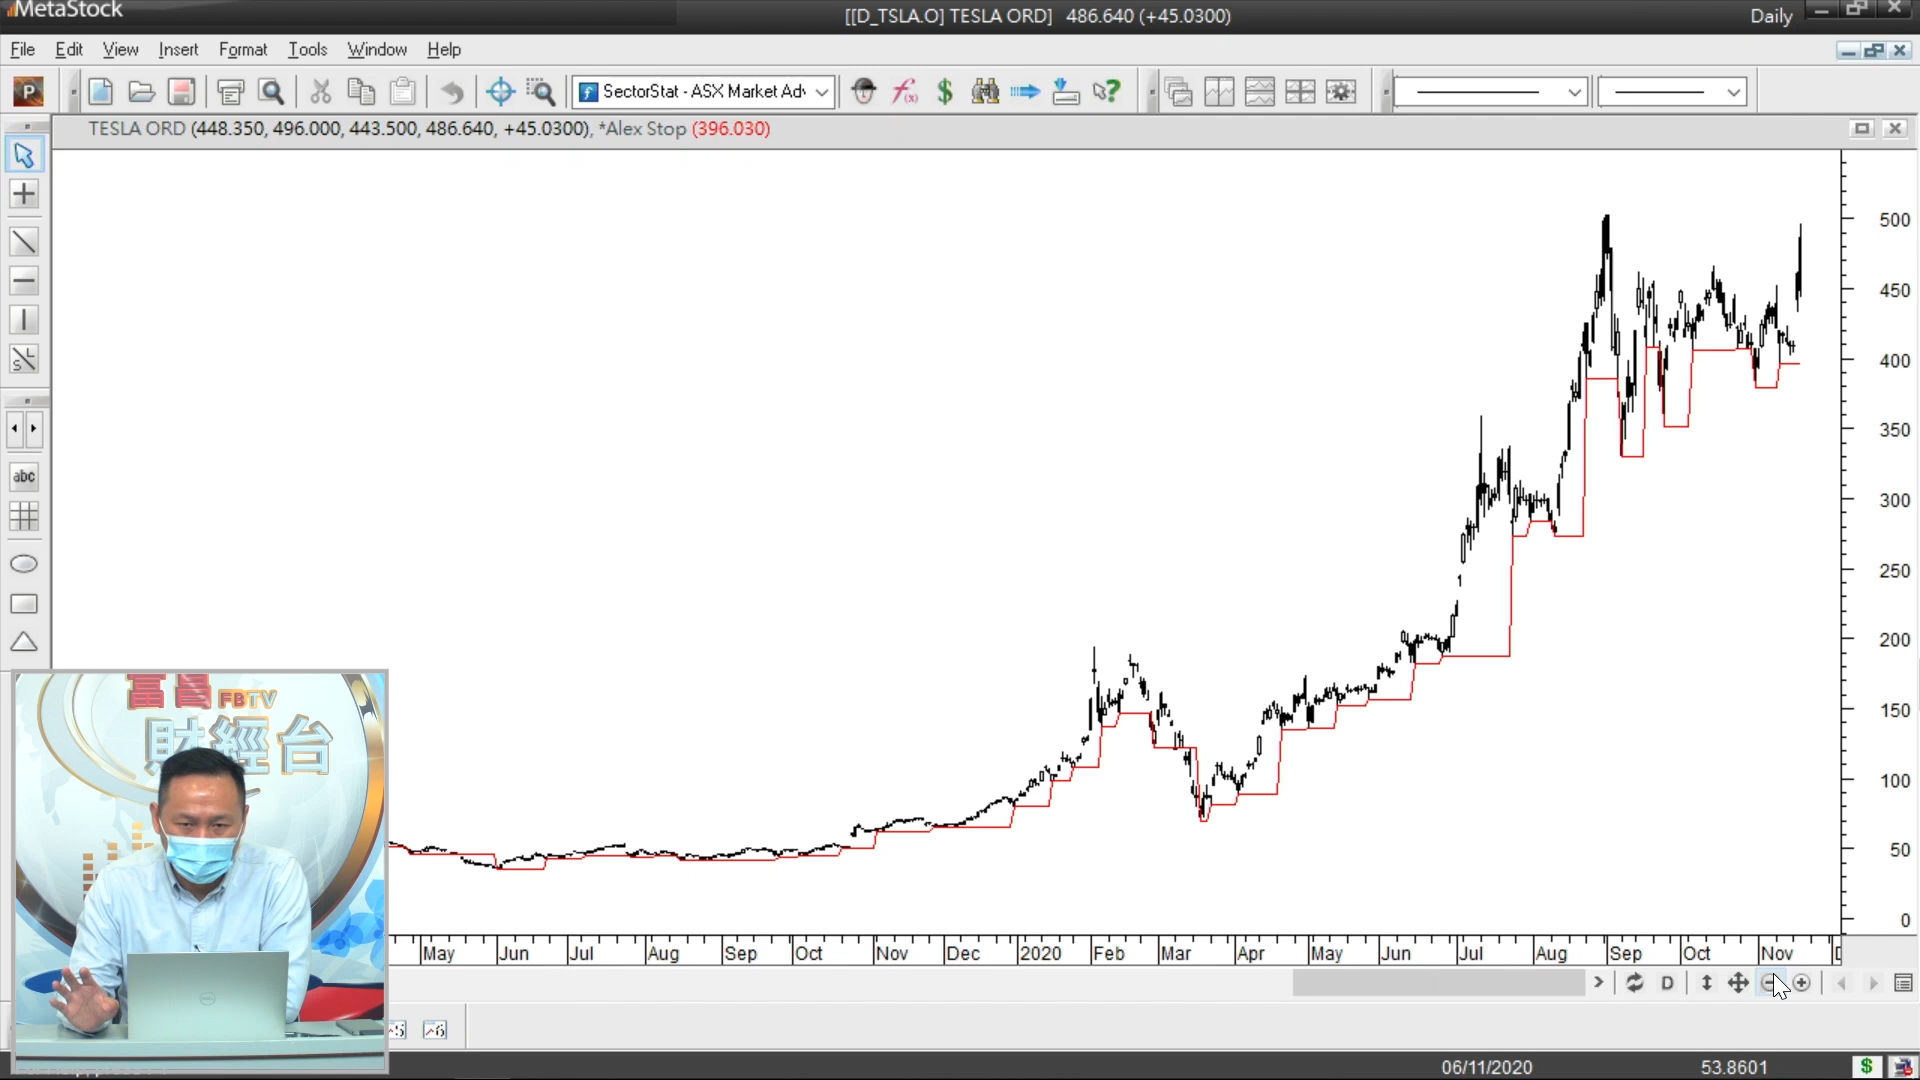 MetaStock
[[D_TSLA.O] TESLA ORD] 486.640 (+45.0300)
Daily
File Edit View Insert Format Tools Window Help
P
SectorStat - ASX Market Adv
f(x)
$
?
TESLA ORD (448.350, 496.000, 443.500, 486.640, +45.0300), *Alex Stop (396.030)
500
450
400
350
300
250
200
150
100
50
0
S L
abc
富昌 FBTV
財經台
DELL
May Jun Jul Aug Sep Oct Nov Dec 2020 Feb Mar Apr May Jun Jul Aug Sep Oct Nov
D
5 6
06/11/2020
53.8601
$